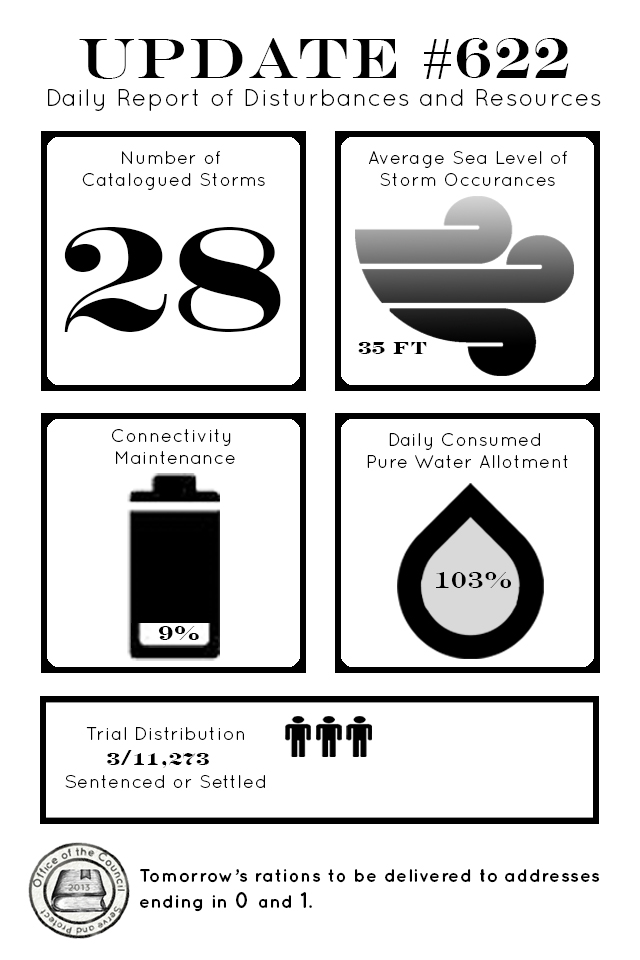 UPDATE #622
Daily Report of Disturbances and Resources
Number of
Catalogued Storms
28
Average Sea Level of
Storm Occurances
35 FT
Connectivity
Maintenance
9%
Daily Consumed
Pure Water Allotment
103%
Trial Distribution
3/11,273
Sentenced or Settled
Office of the Council
2013
Serve and Protect
Tomorrow's rations to be delivered to addresses
ending in 0 and 1.